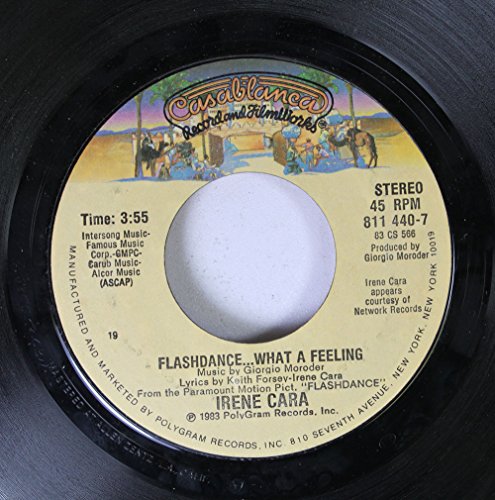 Casablanca
Record and FilmWorks
®
Time: 3:55
Intersong Music-
Famous Music
Corp.-GMPC-
Carub Music-
Alcor Music
(ASCAP)
19
STEREO
45 RPM
811 440-7
83 CS 566
Produced by
Giorgio Moroder
Irene Cara
appears
courtesy of
Network Records
FLASHDANCE...WHAT A FEELING
Music by Giorgio Moroder
Lyrics by Keith Forsey-Irene Cara
From the Paramount Motion Pict. "FLASHDANCE",
IRENE CARA
℗ 1983 PolyGram Records, Inc.
MANUFACTURED AND MARKETED BY POLYGRAM RECORDS, INC. 810 SEVENTH AVENUE, NEW YORK, NEW YORK 10019